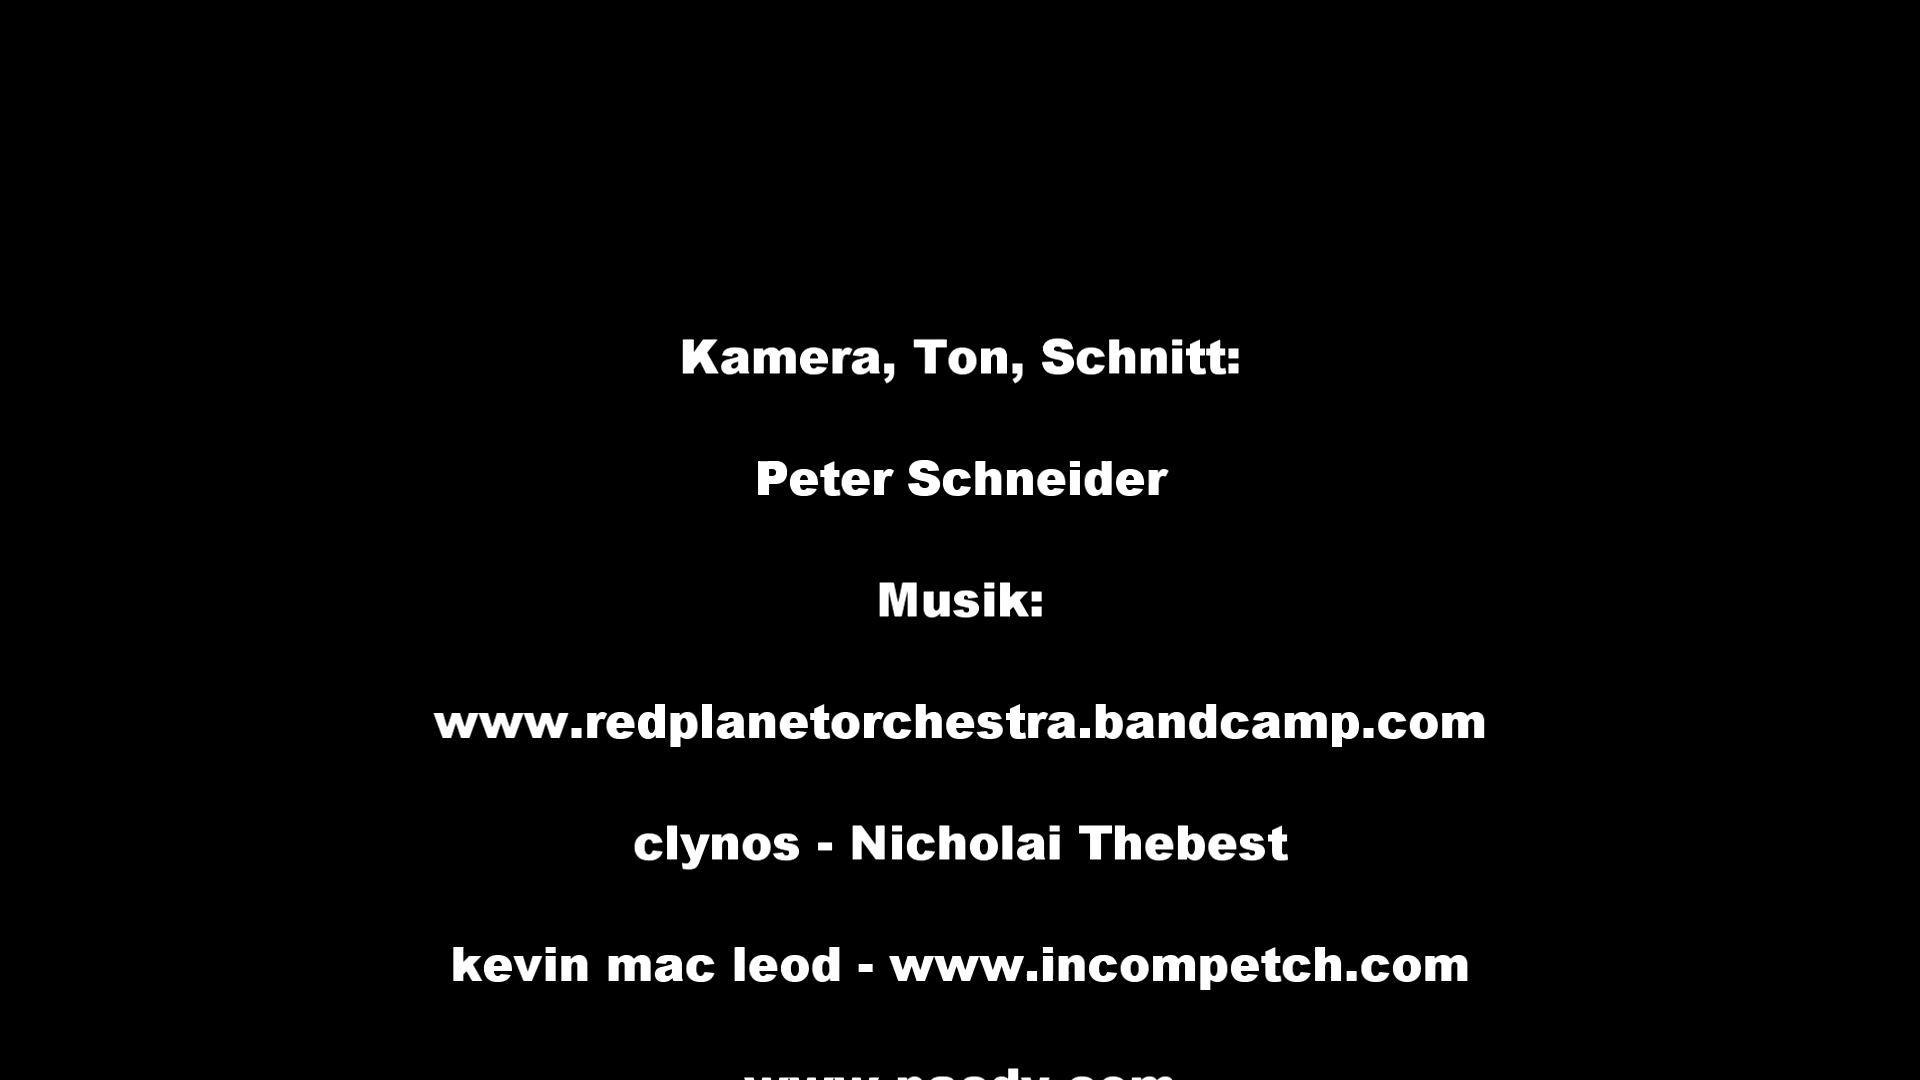 Kamera, Ton, Schnitt:
Peter Schneider
Musik:
www.redplanetorchestra.bandcamp.com
clynos - Nicholai Thebest
kevin mac leod - www.incompetch.com